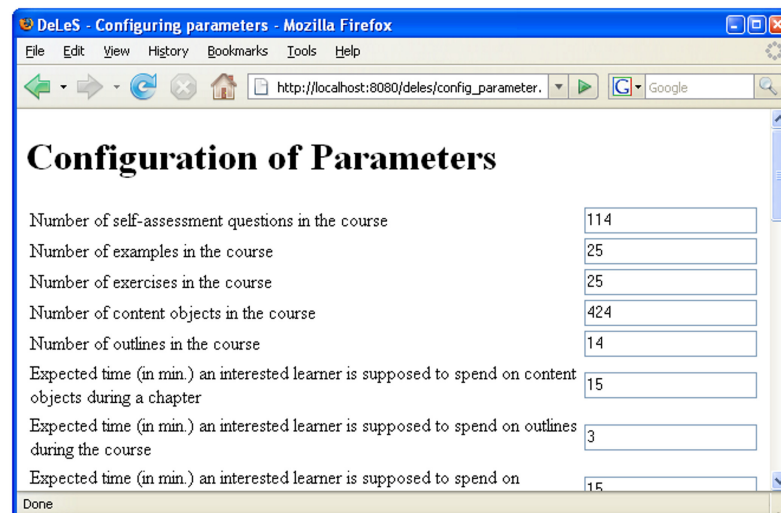 DeLeS - Configuring parameters - Mozilla Firefox
File Edit View History Bookmarks Tools Help
http://localhost:8080/deles/config_parameter. G Google
Configuration of Parameters
Number of self-assessment questions in the course 114
Number of examples in the course 25
Number of exercises in the course 25
Number of content objects in the course 424
Number of outlines in the course 14
Expected time (in min.) an interested learner is supposed to spend on content
objects during a chapter 15
Expected time (in min.) an interested learner is supposed to spend on outlines
during the course 3
Expected time (in min.) an interested learner is supposed to spend on 15
Done